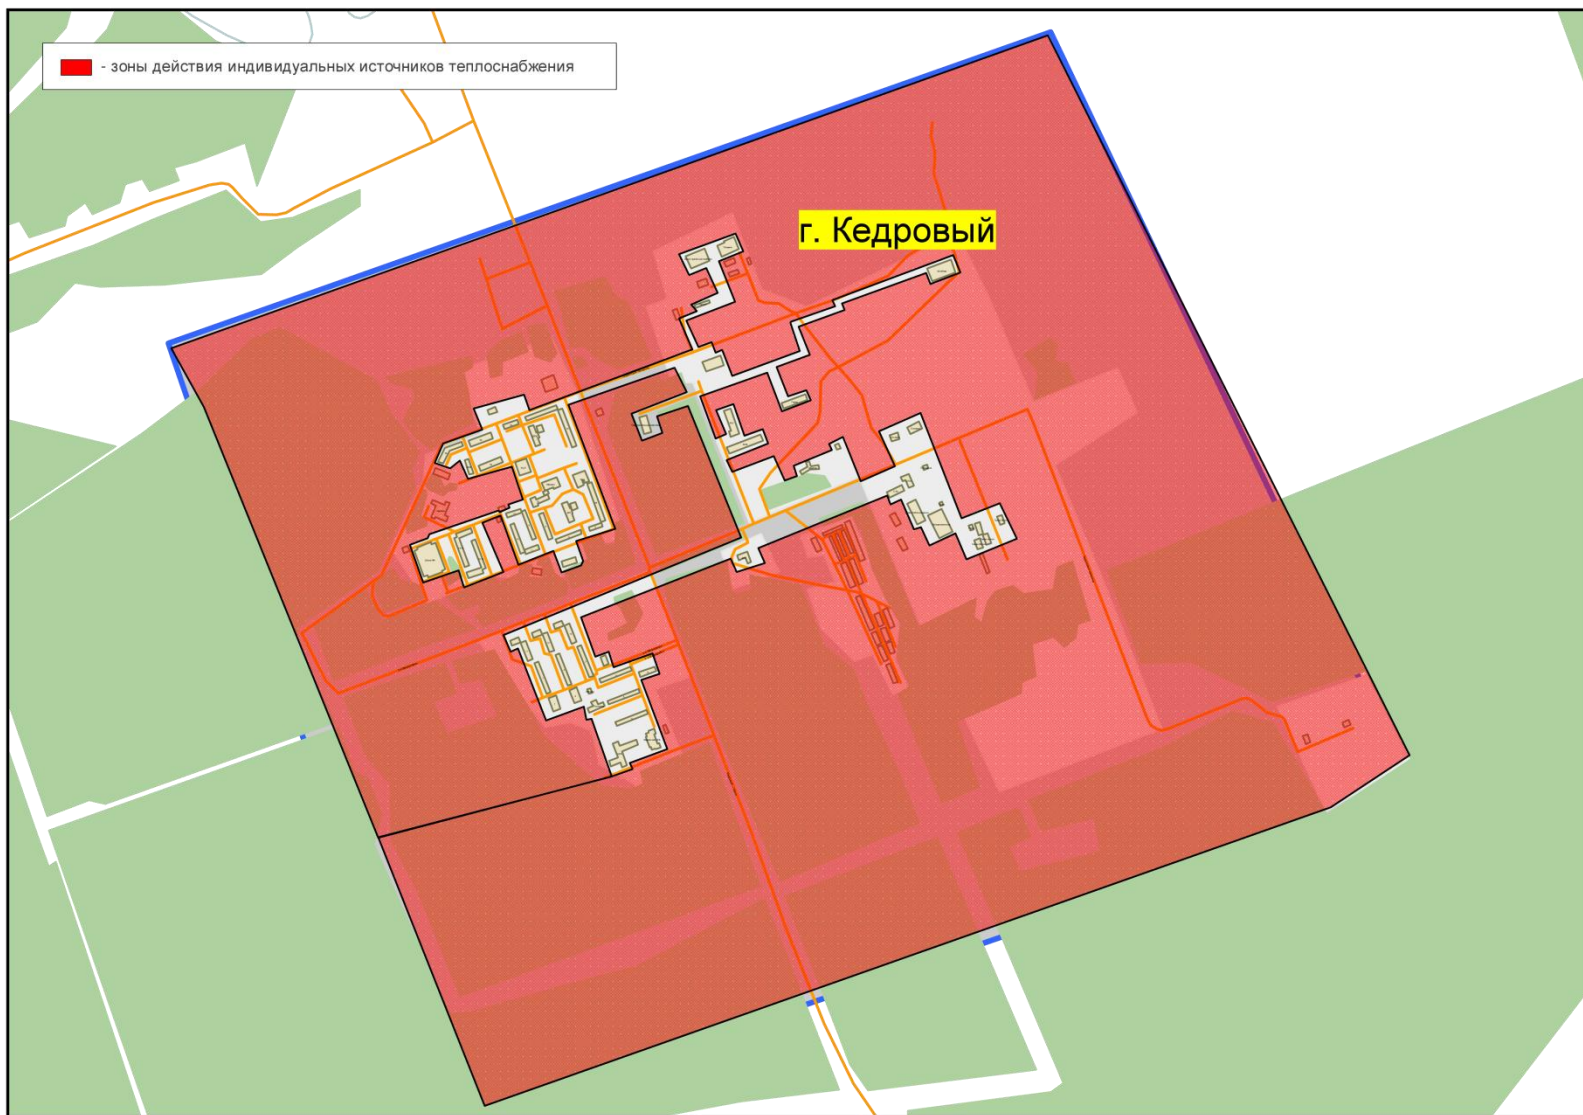 - зоны действия индивидуальных источников теплоснабжения
г. Кедровый